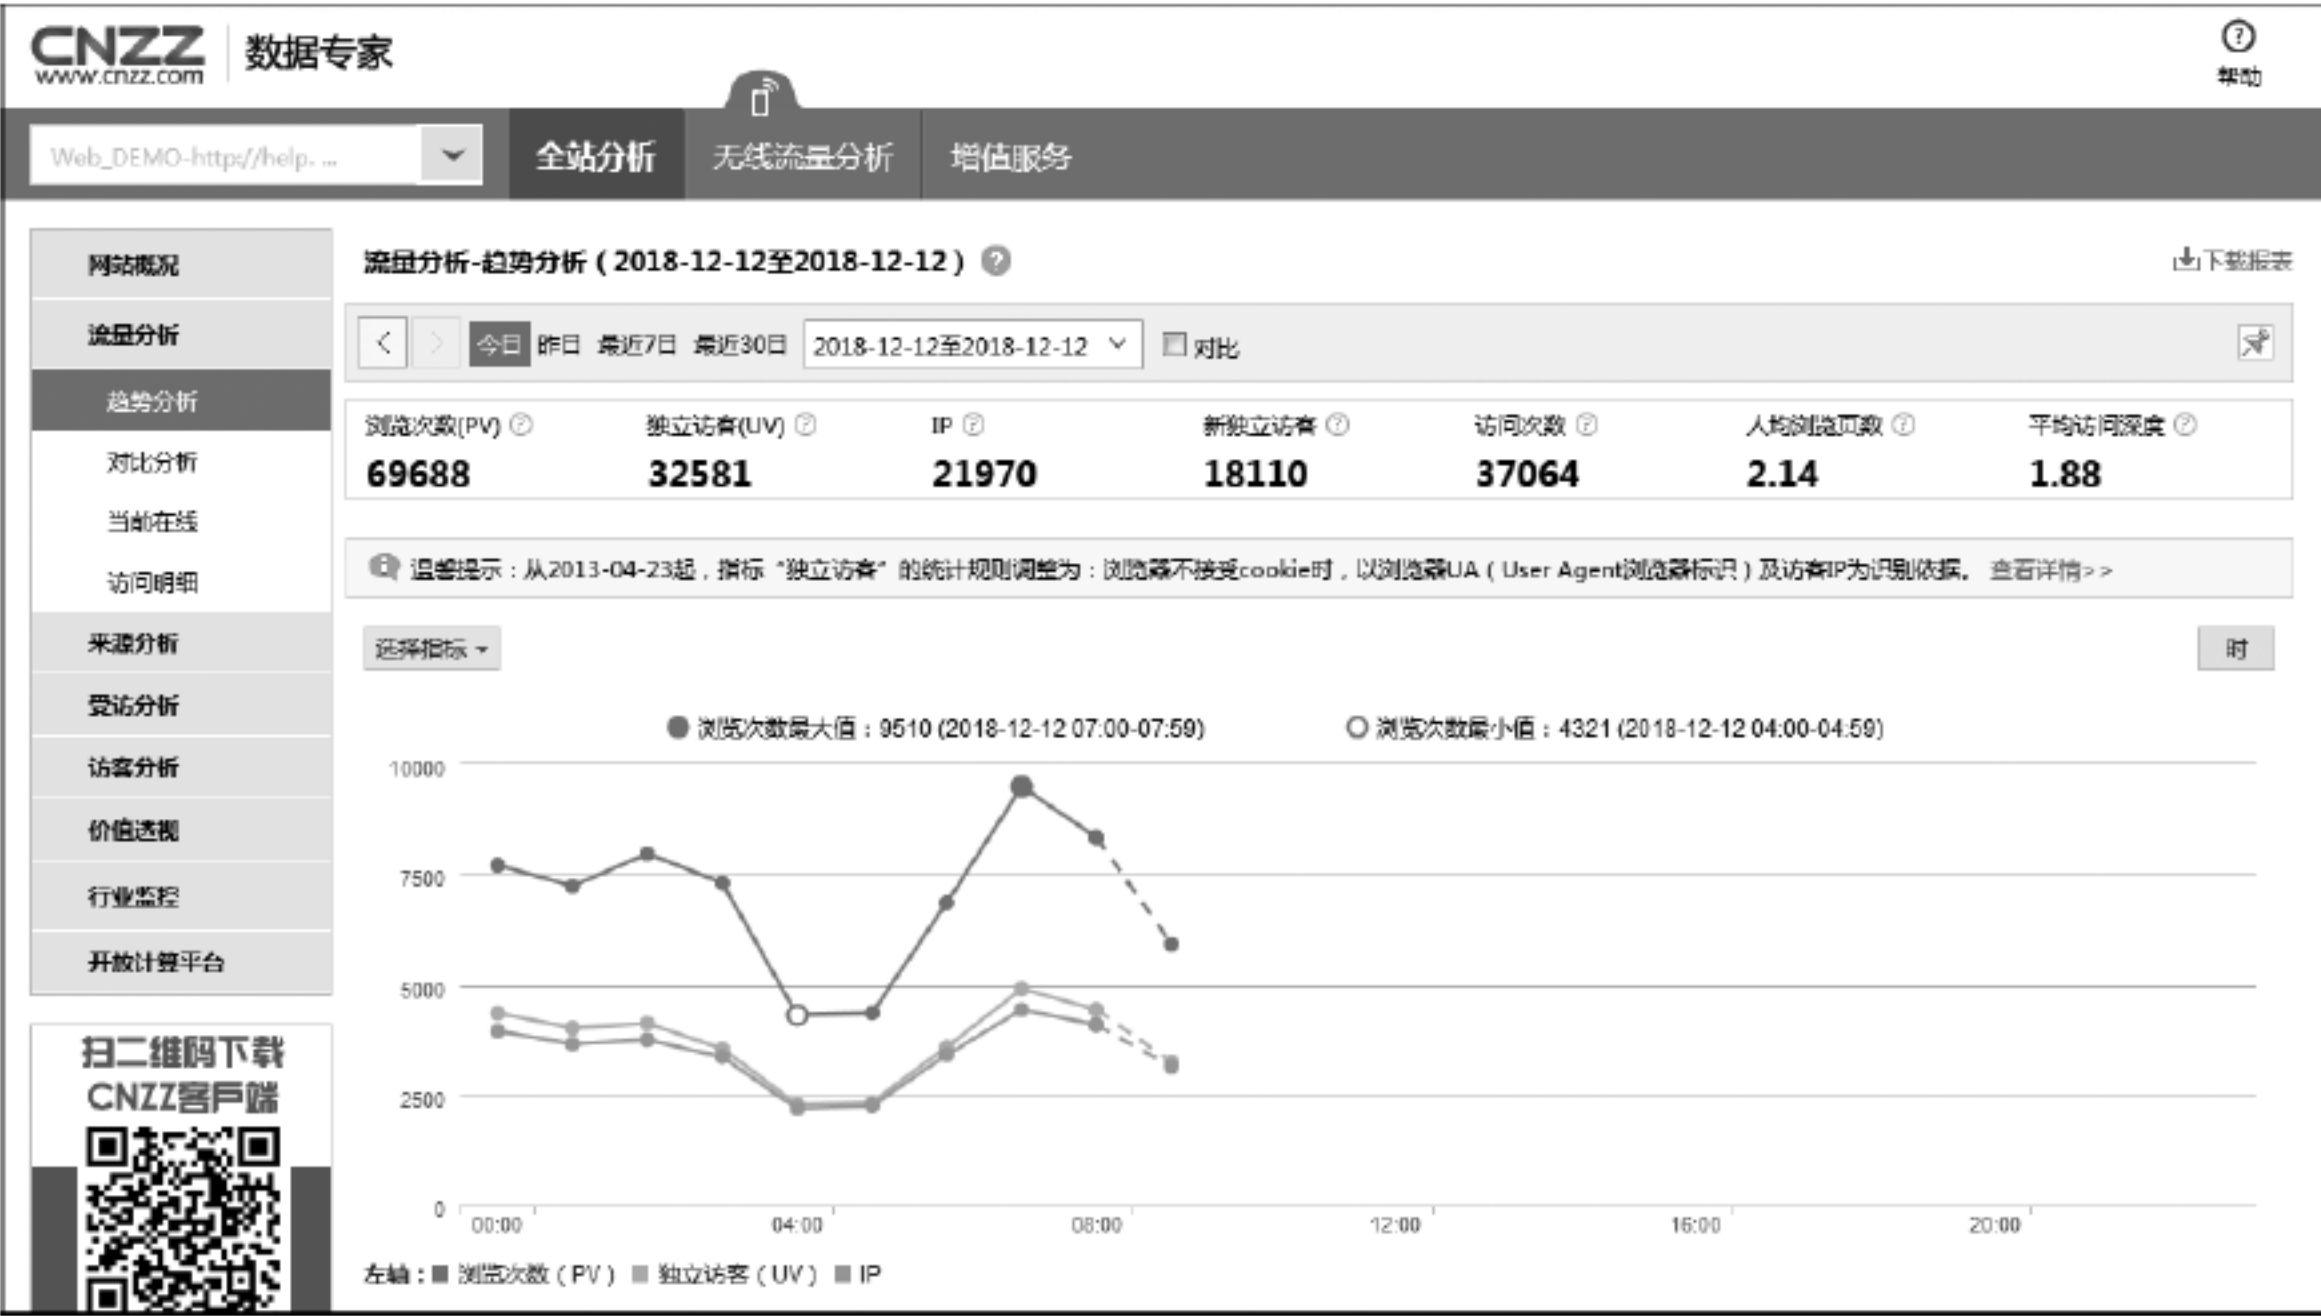 CNZZ 数据专家
www.cnzz.com
帮助
Web_DEMO-http://help. ...
全站分析 无线流量分析 增值服务
网站概况
流量分析
趋势分析
对比分析
当前在线
访问明细
来源分析
受访分析
访客分析
价值透视
行业监控
开放计算平台
扫二维码下载
CNZZ客戶端
流量分析-趋势分析(2018-12-12至2018-12-12)
下载报表
今日 昨日 最近7日 最近30日 2018-12-12至2018-12-12 对比
浏览次数(PV) 独立访客(UV) IP 新独立访客 访问次数 人均浏览页数 平均访问深度
69688 32581 21970 18110 37064 2.14 1.88
温馨提示:从2013-04-23起,指标“独立访客”的统计规则调整为:浏览器不接受cookie时,以浏览器UA(User Agent浏览器标识)及访客IP为识别依据。 查看详情>>
选择指标
时
浏览次数最大值:9510 (2018-12-12 07:00-07:59) 浏览次数最小值:4321 (2018-12-12 04:00-04:59)
10000
7500
5000
2500
0
00:00 04:00 08:00 12:00 16:00 20:00
左轴: 浏览次数(PV) 独立访客(UV) IP